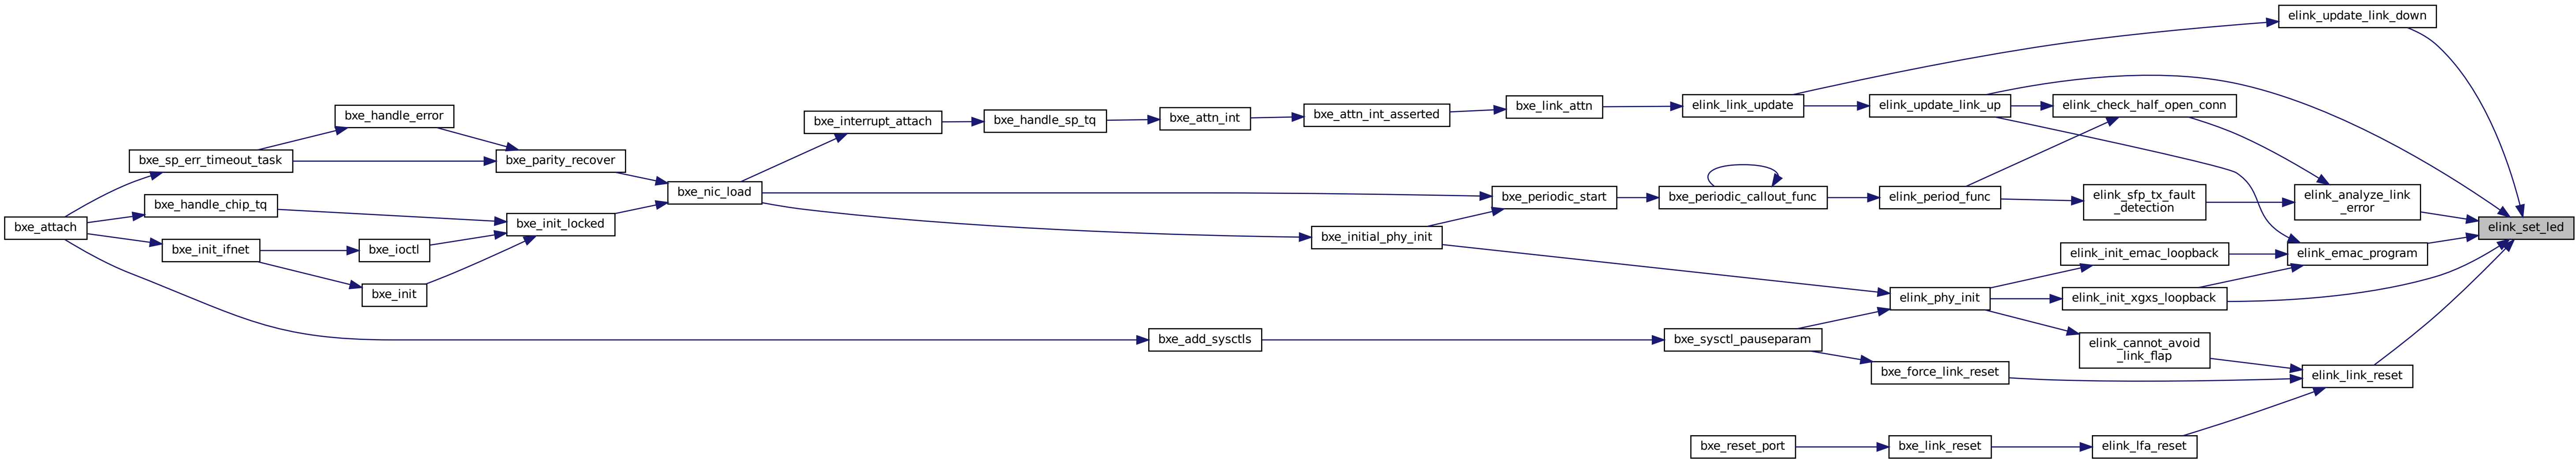 elink_update_link_down
bxe_handle_error
bxe_interrupt_attach
bxe_handle_sp_tq
bxe_attn_int
bxe_attn_int_asserted
bxe_link_attn
elink_link_update
elink_update_link_up
elink_check_half_open_conn
bxe_sp_err_timeout_task
bxe_parity_recover
bxe_nic_load
bxe_handle_chip_tq
bxe_periodic_start
bxe_periodic_callout_func
elink_period_func
elink_sfp_tx_fault
_detection
elink_analyze_link
_error
bxe_attach
bxe_init_locked
elink_set_led
bxe_init_ifnet
bxe_ioctl
bxe_initial_phy_init
elink_init_emac_loopback
elink_emac_program
bxe_init
elink_phy_init
elink_init_xgxs_loopback
bxe_add_sysctls
bxe_sysctl_pauseparam
elink_cannot_avoid
_link_flap
bxe_force_link_reset
elink_link_reset
bxe_reset_port
bxe_link_reset
elink_lfa_reset